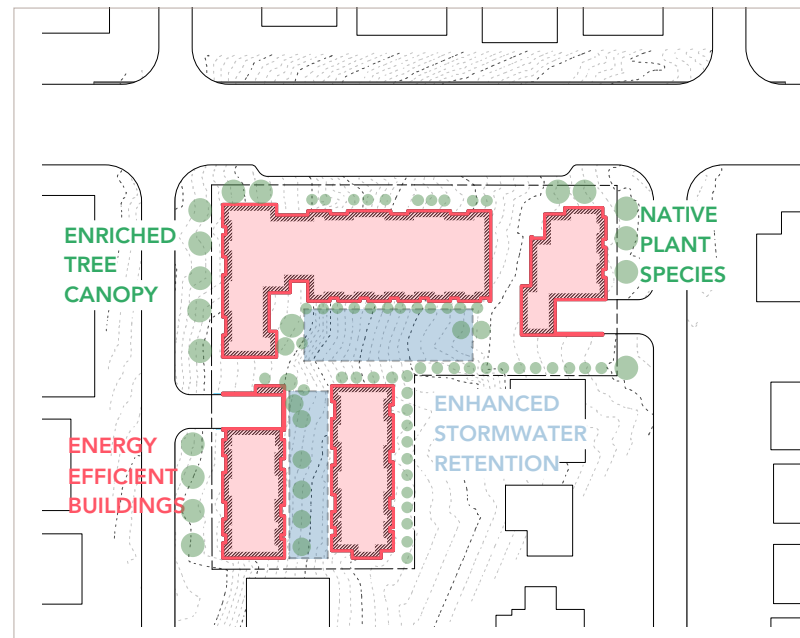 ENRICHED
TREE
CANOPY
NATIVE
PLANT
SPECIES
ENHANCED
STORMWATER
RETENTION
ENERGY
EFFICIENT
BUILDINGS